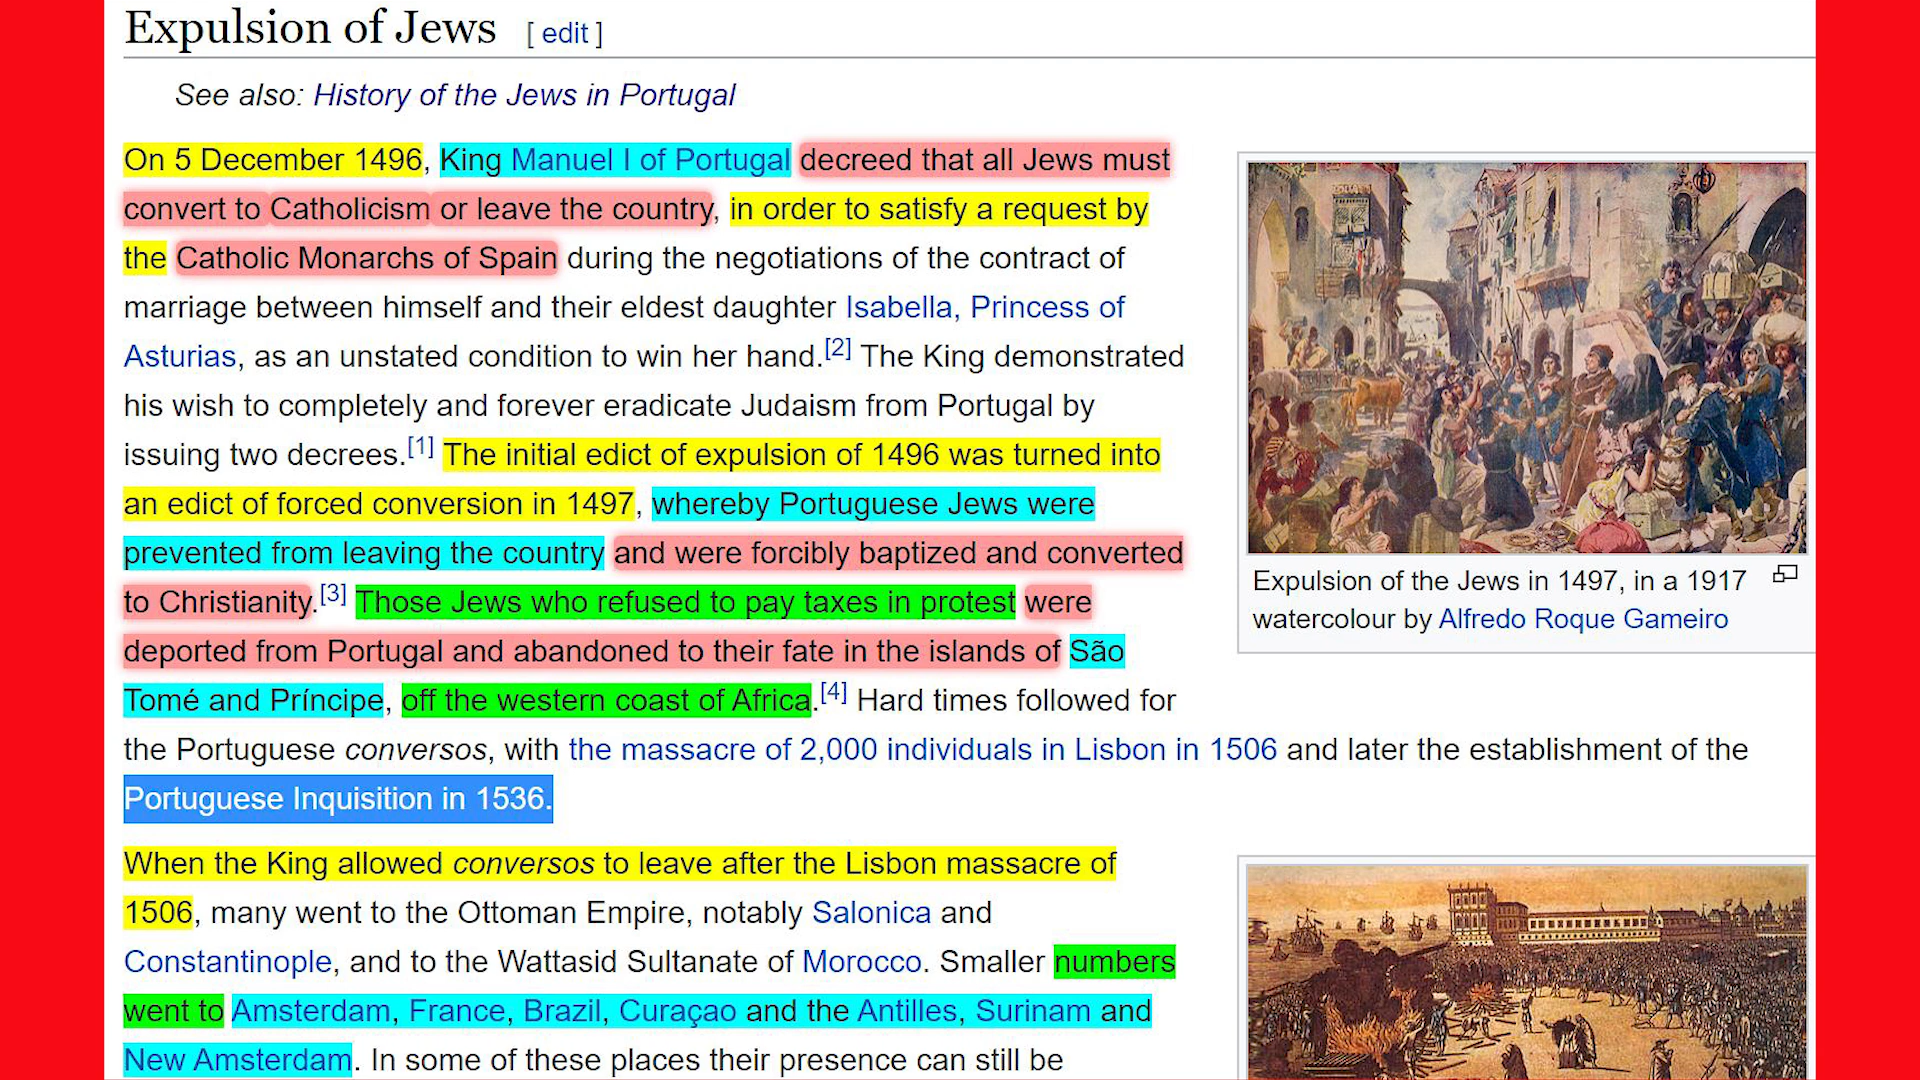 Expulsion of Jews [ edit ]
See also: History of the Jews in Portugal
On 5 December 1496, King Manuel I of Portugal decreed that all Jews must
convert to Catholicism or leave the country, in order to satisfy a request by
the Catholic Monarchs of Spain during the negotiations of the contract of
marriage between himself and their eldest daughter Isabella, Princess of
Asturias, as an unstated condition to win her hand.[2] The King demonstrated
his wish to completely and forever eradicate Judaism from Portugal by
issuing two decrees.[1] The initial edict of expulsion of 1496 was turned into
an edict of forced conversion in 1497, whereby Portuguese Jews were
prevented from leaving the country and were forcibly baptized and converted
to Christianity.[3] Those Jews who refused to pay taxes in protest were
deported from Portugal and abandoned to their fate in the islands of São
Tomé and Príncipe, off the western coast of Africa.[4] Hard times followed for
the Portuguese conversos, with the massacre of 2,000 individuals in Lisbon in 1506 and later the establishment of the
Portuguese Inquisition in 1536.
Expulsion of the Jews in 1497, in a 1917
watercolour by Alfredo Roque Gameiro
When the King allowed conversos to leave after the Lisbon massacre of
1506, many went to the Ottoman Empire, notably Salonica and
Constantinople, and to the Wattasid Sultanate of Morocco. Smaller numbers
went to Amsterdam, France, Brazil, Curaçao and the Antilles, Surinam and
New Amsterdam. In some of these places their presence can still be